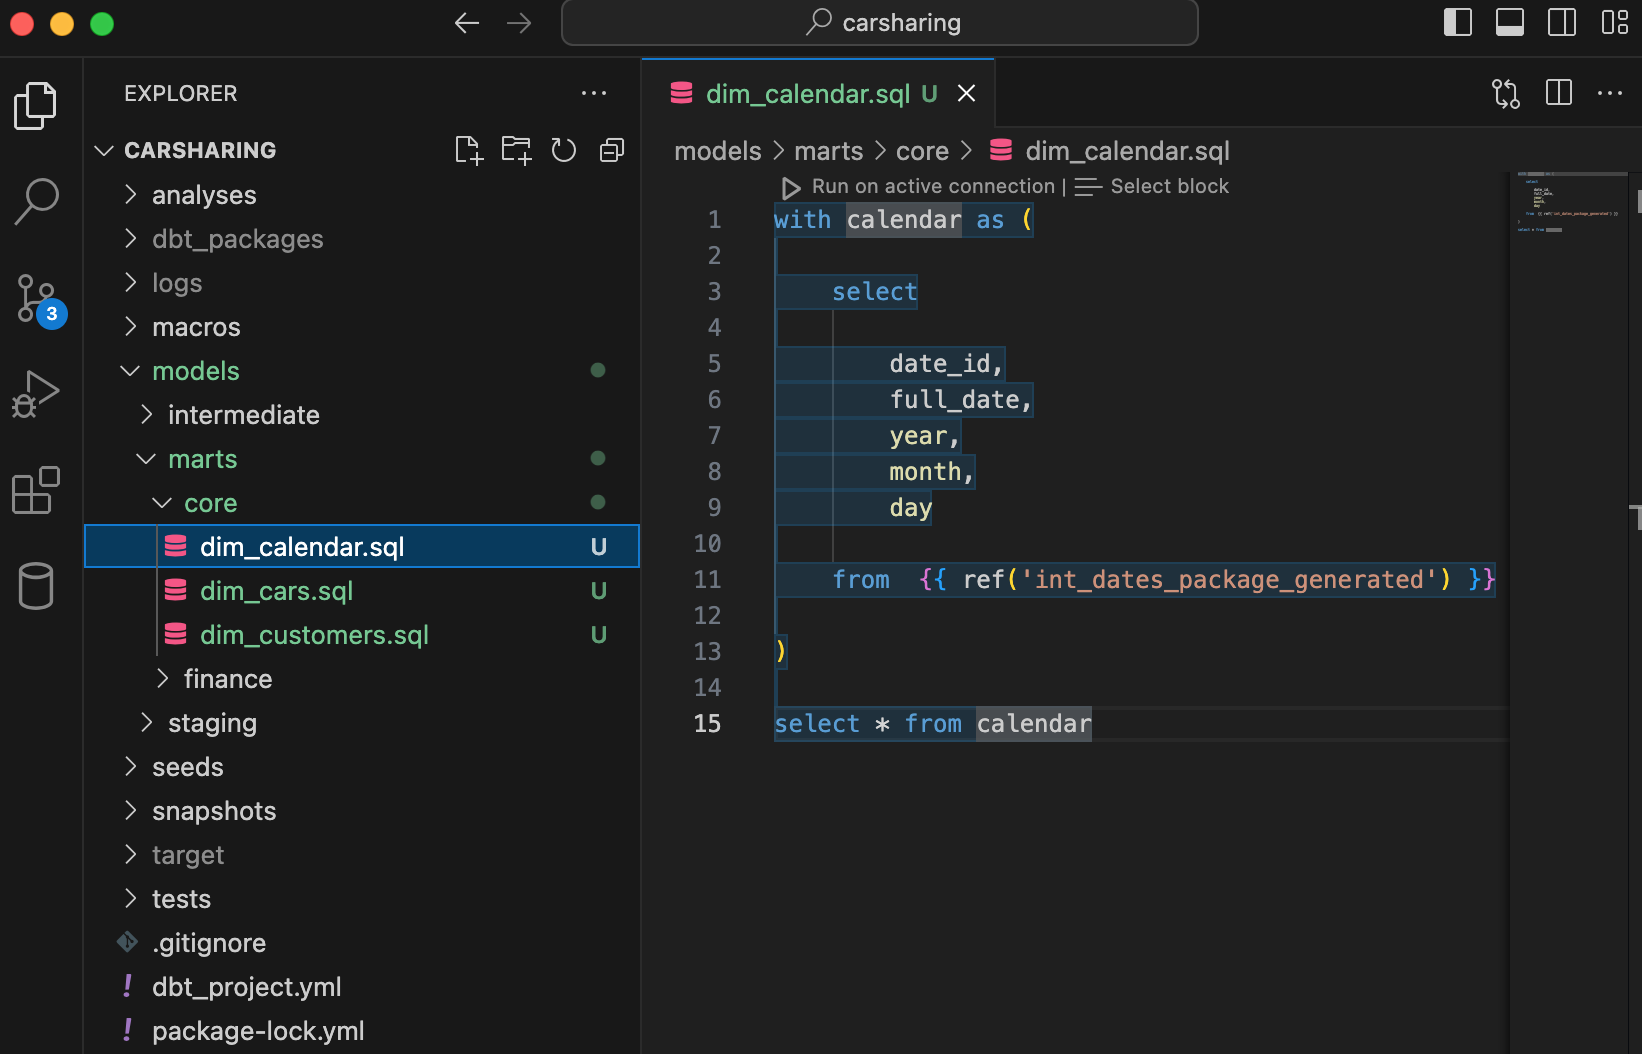 carsharing
EXPLORER
CARSHARING
analyses
dbt_packages
logs
3
macros
models
intermediate
marts
core
dim_calendar.sql U
dim_cars.sql U
dim_customers.sql U
finance
staging
seeds
snapshots
target
tests
.gitignore
! dbt_project.yml
! package-lock.yml
dim_calendar.sql U
models > marts > core > dim_calendar.sql
Run on active connection | Select block
1 with calendar as (
2
3 select
4
5 date_id,
6 full_date,
7 year,
8 month,
9 day
10
11 from {{ ref('int_dates_package_generated') }}
12
13 )
14
15 select * from calendar